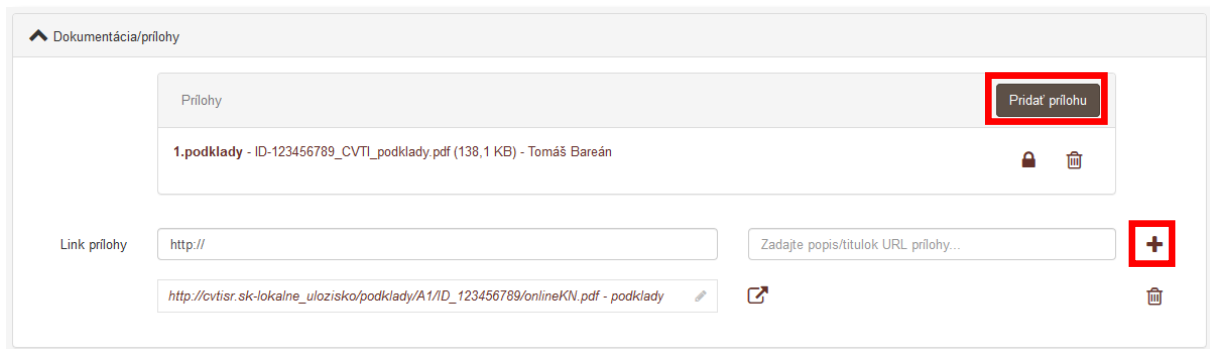 Dokumentácia/prílohy
Prílohy
Pridať prílohu
1.podklady - ID-123456789_CVTI_podklady.pdf (138,1 KB) - Tomáš Bareán
Link prílohy
http://
Zadajte popis/titulok URL prílohy...
http://cvtisr.sk-lokalne_ulozisko/podklady/A1/ID_123456789/onlineKN.pdf - podklady